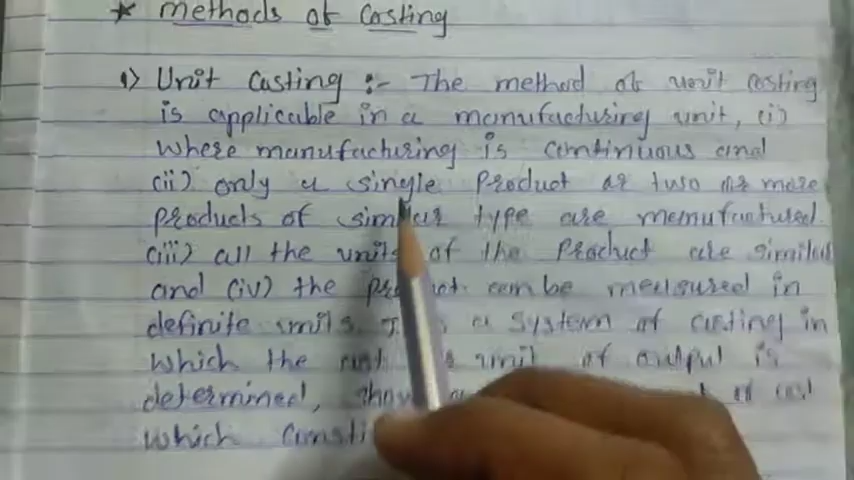 * methods of Costing
1) Unit Costing :- The method of unit costing
is applicable in a manufacturing unit, (i)
where manufacturing is continuous and
(ii) only a single Product or two or more
products of similar type are manufactured.
(iii) all the units of the Product are similar
and (iv) the can be measured in
definite units. a System of costing in
which the unit of output is
determined, of cost
which